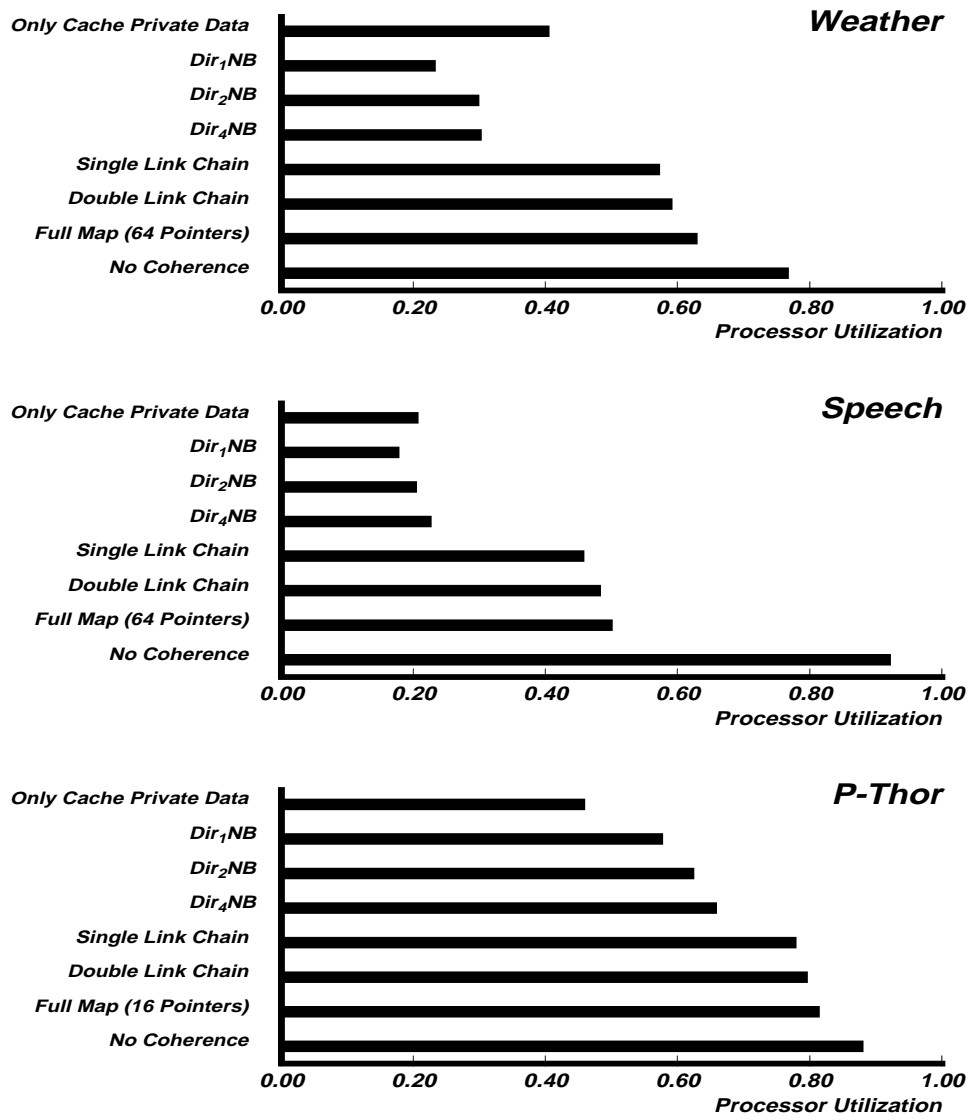 Weather
Only Cache Private Data
Dir₁NB
Dir₂NB
Dir₄NB
Single Link Chain
Double Link Chain
Full Map (64 Pointers)
No Coherence
0.00 0.20 0.40 0.60 0.80 1.00
Processor Utilization
Speech
Only Cache Private Data
Dir₁NB
Dir₂NB
Dir₄NB
Single Link Chain
Double Link Chain
Full Map (64 Pointers)
No Coherence
0.00 0.20 0.40 0.60 0.80 1.00
Processor Utilization
P-Thor
Only Cache Private Data
Dir₁NB
Dir₂NB
Dir₄NB
Single Link Chain
Double Link Chain
Full Map (16 Pointers)
No Coherence
0.00 0.20 0.40 0.60 0.80 1.00
Processor Utilization